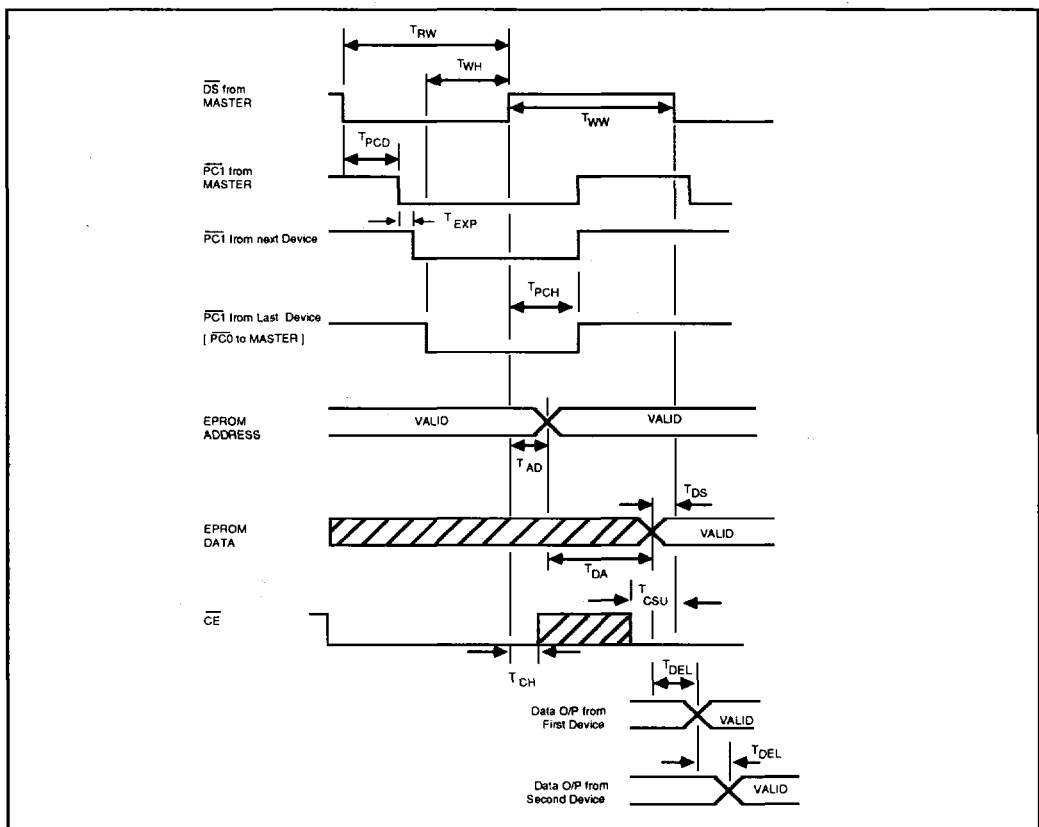 TRW
TWH
DS from
MASTER
TWW
TPCD
PC1 from
MASTER
TEXP
PC1 from next Device
TPCH
PC1 from Last Device
[ PC0 to MASTER ]
EPROM
ADDRESS
VALID
VALID
TAD
TDS
EPROM
DATA
VALID
TDA
TCSU
CE
TCH
TDEL
Data O/P from
First Device
VALID
TDEL
Data O/P from
Second Device
VALID